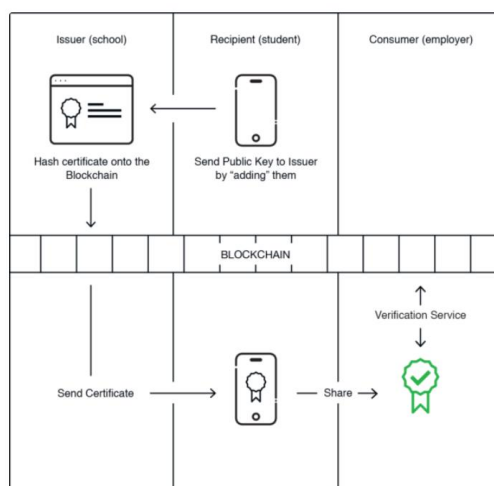 Issuer (school)
Recipient (student)
Consumer (employer)
Hash certificate onto the
Blockchain
Send Public Key to Issuer
by “adding” them
BLOCKCHAIN
Verification Service
Send Certificate
Share